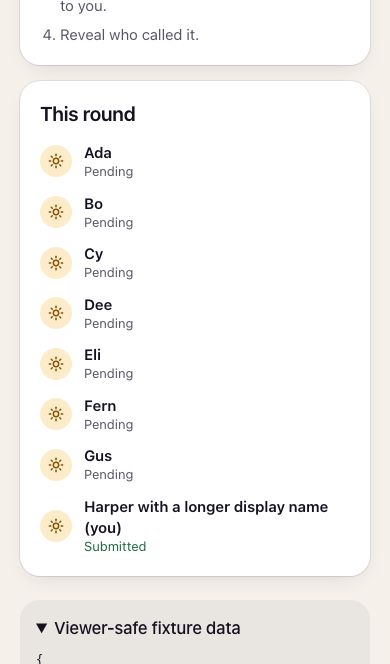 to you.
4. Reveal who called it.
This round
Ada
Pending
Bo
Pending
Cy
Pending
Dee
Pending
Eli
Pending
Fern
Pending
Gus
Pending
Harper with a longer display name
(you)
Submitted
▼ Viewer-safe fixture data
{